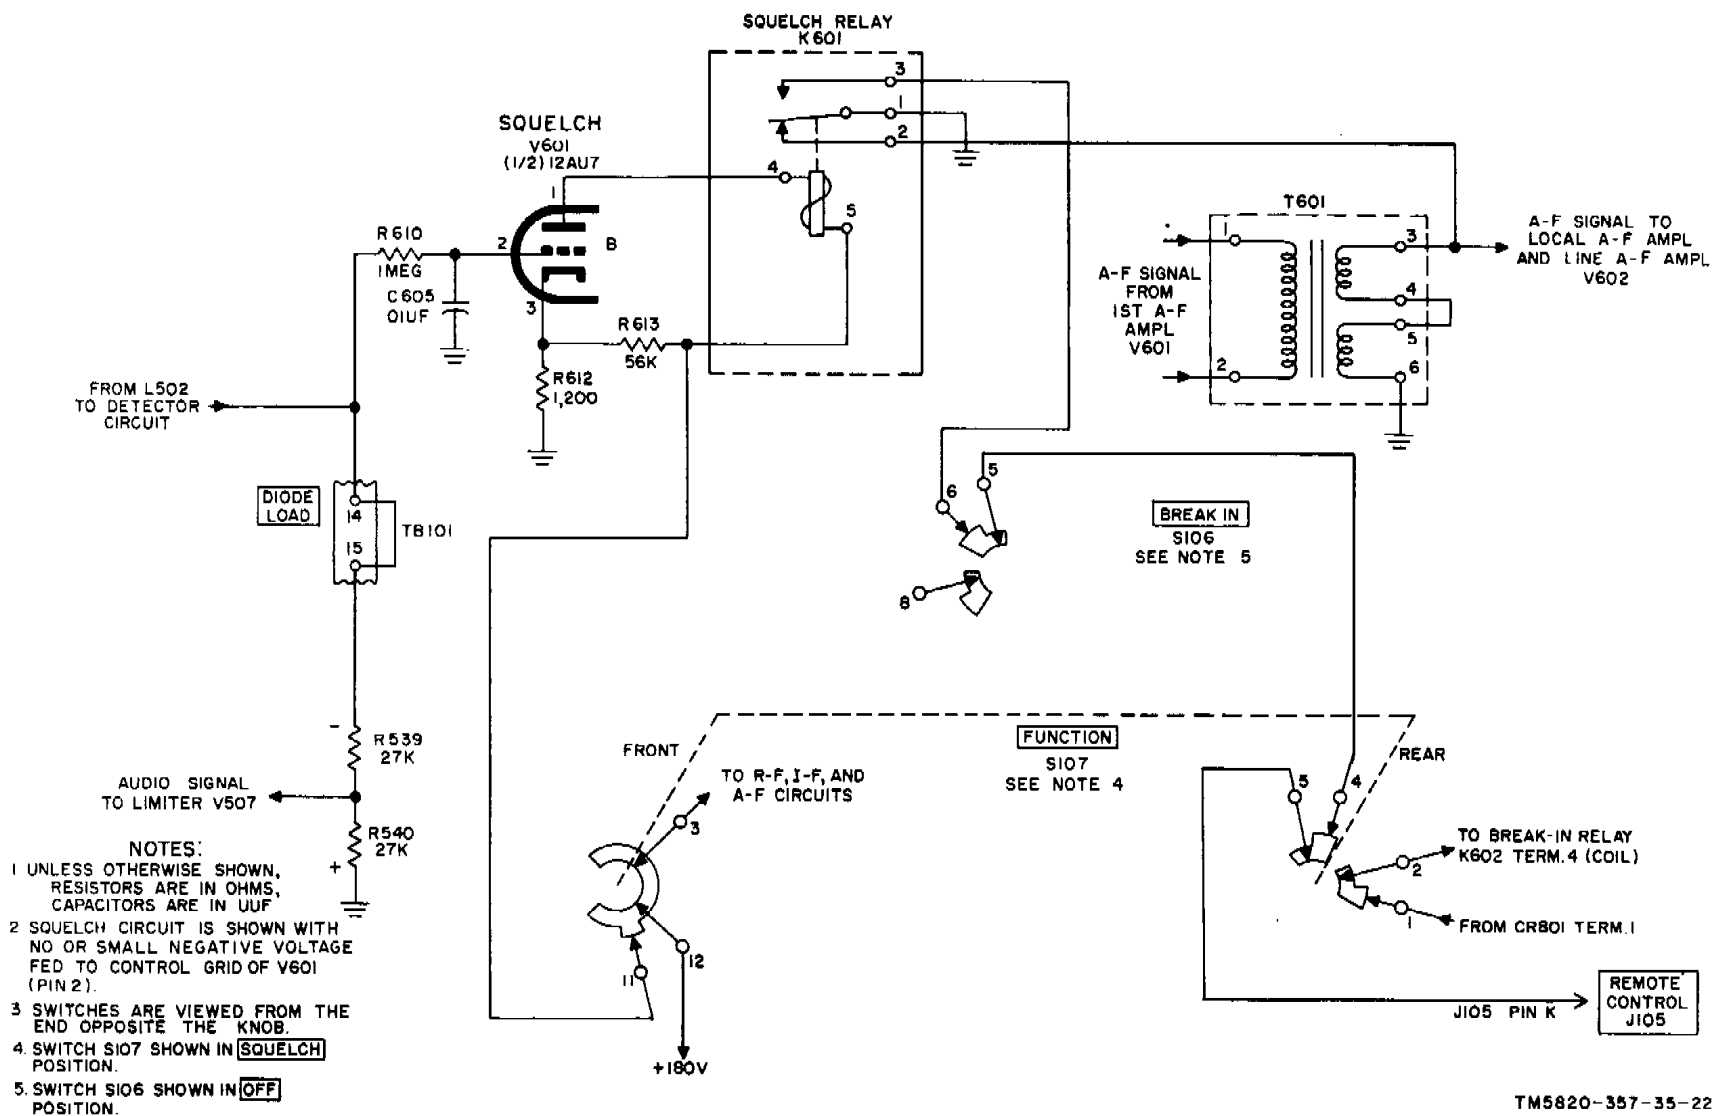 SQUELCH RELAY
K601
3
1
2
4
5
SQUELCH
V601
(1/2) 12AU7
1
2
B
3
R610
1MEG
C605
01UF
R613
56K
R612
1,200
FROM L502
TO DETECTOR
CIRCUIT
DIODE
LOAD
14
15
TB101
T601
1
2
3
4
5
6
A-F SIGNAL
FROM
1ST A-F
AMPL
V601
A-F SIGNAL TO
LOCAL A-F AMPL
AND LINE A-F AMPL
V602
6
5
8
BREAK IN
S106
SEE NOTE 5
-
R539
27K
AUDIO SIGNAL
TO LIMITER V507
R540
27K
+
FRONT
FUNCTION
S107
SEE NOTE 4
REAR
TO R-F, I-F, AND
A-F CIRCUITS
3
12
11
+180V
5
4
2
1
TO BREAK-IN RELAY
K602 TERM.4 (COIL)
FROM CR801 TERM.1
J105 PIN K
REMOTE
CONTROL
J105
NOTES:
1 UNLESS OTHERWISE SHOWN,
RESISTORS ARE IN OHMS,
CAPACITORS ARE IN UUF
2 SQUELCH CIRCUIT IS SHOWN WITH
NO OR SMALL NEGATIVE VOLTAGE
FED TO CONTROL GRID OF V601
(PIN 2).
3 SWITCHES ARE VIEWED FROM THE
END OPPOSITE THE KNOB.
4. SWITCH S107 SHOWN IN SQUELCH
POSITION.
5. SWITCH S106 SHOWN IN OFF
POSITION.
TM5820-357-35-22